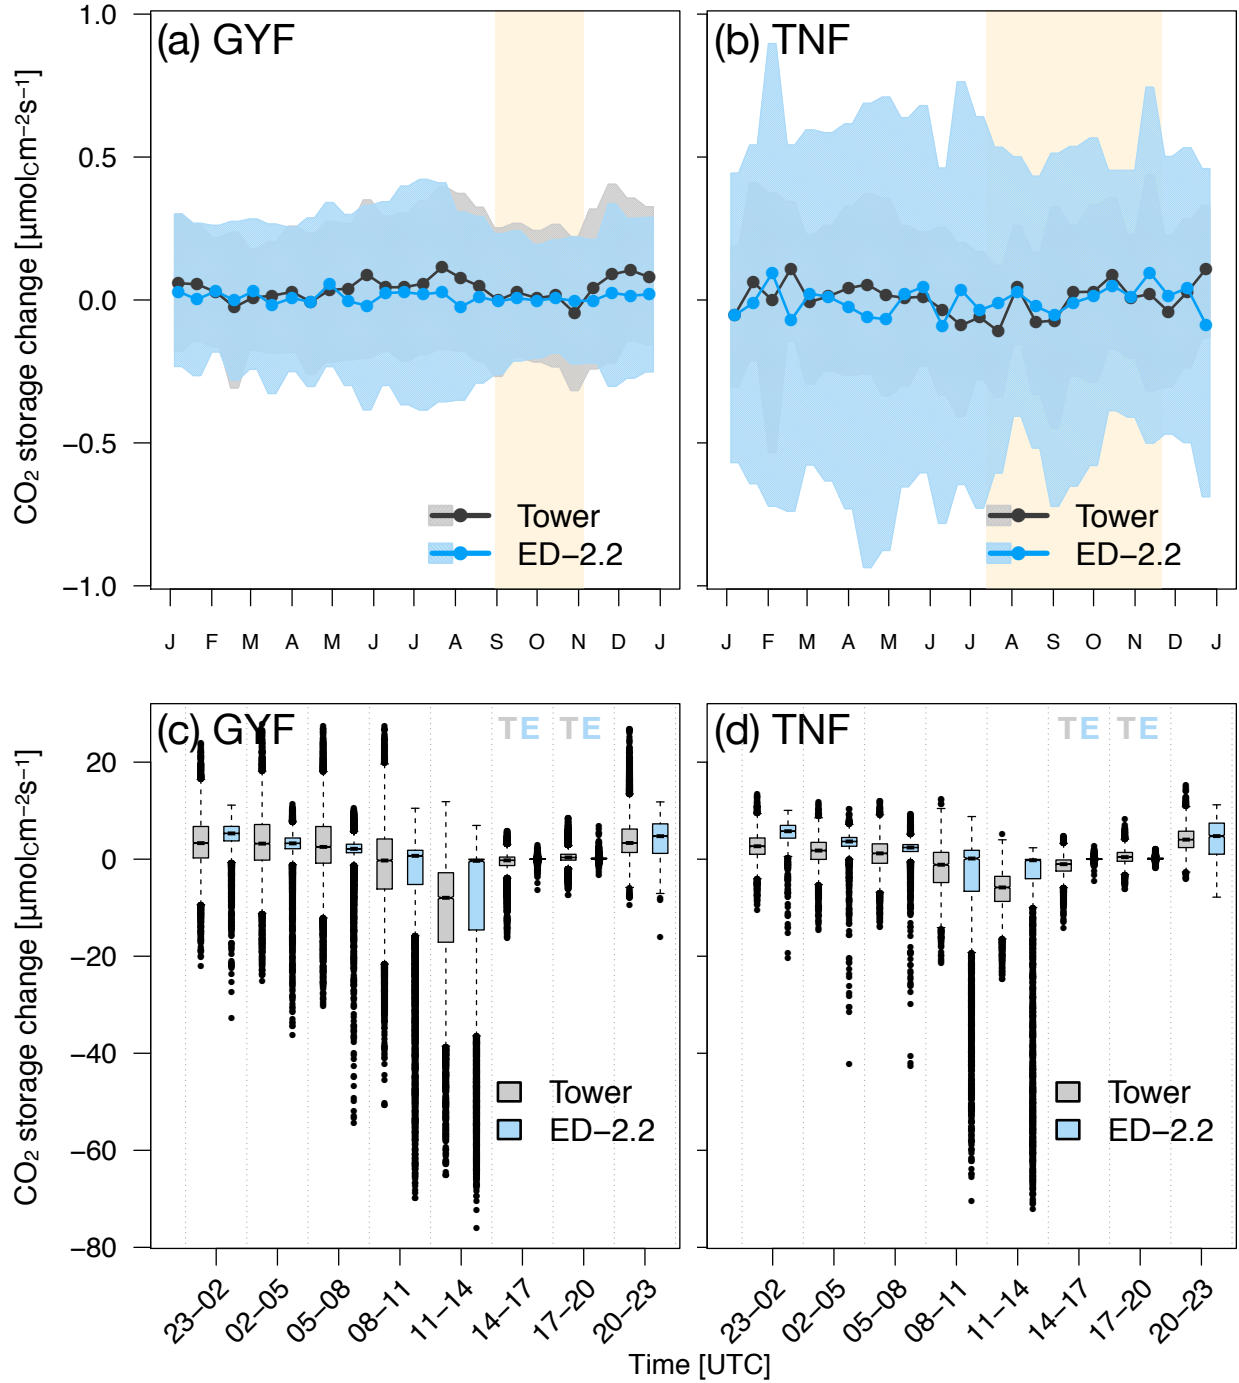 (a) GYF
(b) TNF
CO₂ storage change [µmolcm⁻²s⁻¹]
1.0
0.5
0.0
−0.5
−1.0
Tower
ED−2.2
Tower
ED−2.2
J F M A M J J A S O N D J
J F M A M J J A S O N D J
(c) GYF
TE TE
(d) TNF
TE TE
CO₂ storage change [µmolcm⁻²s⁻¹]
20
0
−20
−40
−60
−80
Tower
ED−2.2
Tower
ED−2.2
23−02 02−05 05−08 08−11 11−14 14−17 17−20 20−23
23−02 02−05 05−08 08−11 11−14 14−17 17−20 20−23
Time [UTC]